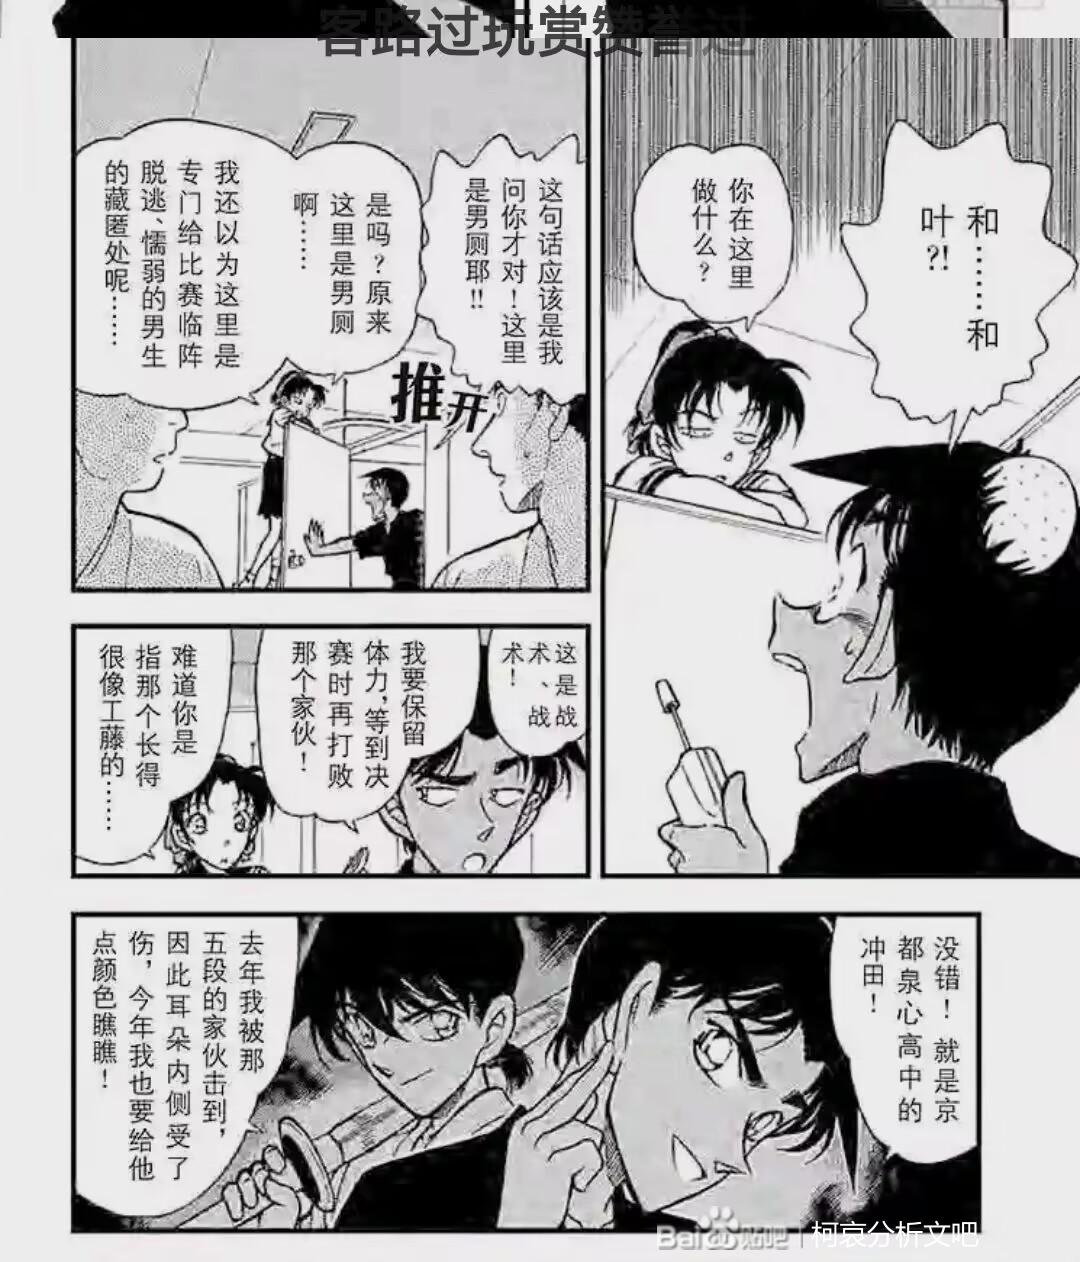 客路过玩赏赞誉过
和……和
叶?!
你在这里
做什么?
这句话应该是我
问你才对!这里
是男厕耶!!
推开
是吗?原来
这里是男厕
啊……
我还以为这里是
专门给比赛临阵
脱逃、懦弱的男生
的藏匿处呢……
这是战
术、战
术!
我要保留
体力,等到决
赛时再打败
那个家伙!
难道你是
指那个长得
很像工藤的……
没错!就是京
都泉心高中的
冲田!
去年我被那
五段的家伙击到,
因此耳朵内侧受了
伤,今年我也要给他
点颜色瞧瞧!
Bai贴吧|柯哀分析文吧